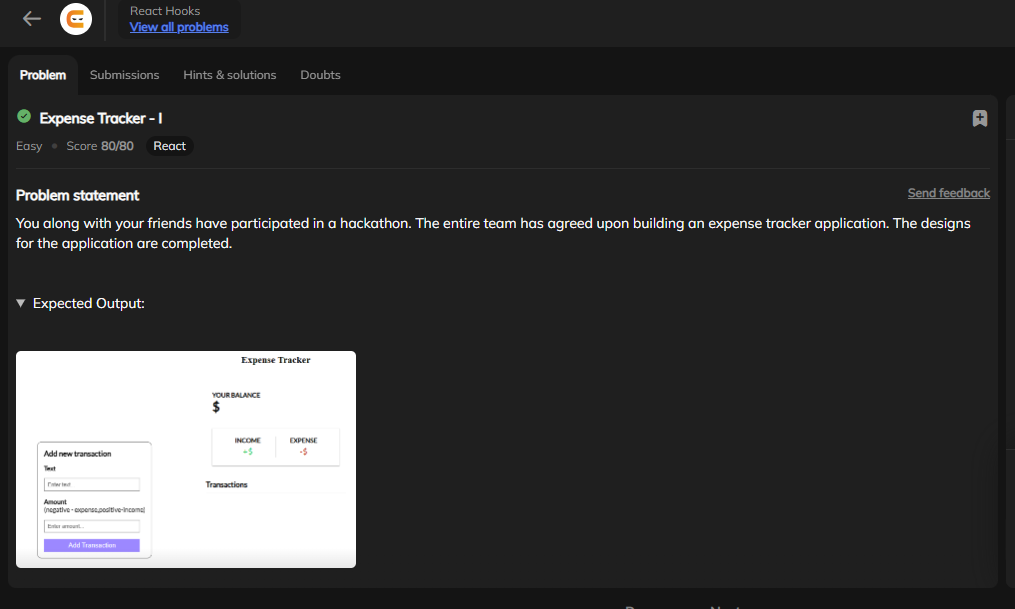 React Hooks
View all problems
Problem Submissions Hints & solutions Doubts
Expense Tracker - I
Easy • Score 80/80 React
Problem statement Send feedback
You along with your friends have participated in a hackathon. The entire team has agreed upon building an expense tracker application. The designs
for the application are completed.
▼ Expected Output:
Expense Tracker
YOUR BALANCE
$
INCOME EXPENSE
+$ -$
Transactions
Add new transaction
Text
Enter text
Amount
(negative - expense,positive-income)
Enter amount...
Add Transaction